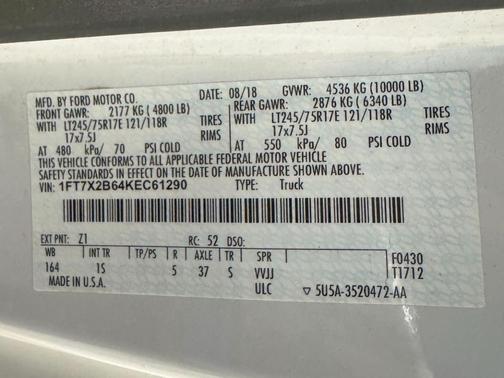 MFD. BY FORD MOTOR CO.
DATE: 08/18 GVWR: 4536 KG (10000 LB)
FRONT GAWR: 2177 KG (4800 LB) REAR GAWR: 2876 KG (6340 LB)
WITH LT245/75R17E 121/118R TIRES WITH LT245/75R17E 121/118R TIRES
17x7.5J RIMS 17x7.5J RIMS
AT 480 kPa/ 70 PSI COLD AT 550 kPa/ 80 PSI COLD
THIS VEHICLE CONFORMS TO ALL APPLICABLE FEDERAL MOTOR VEHICLE
SAFETY STANDARDS IN EFFECT ON THE DATE OF MANUFACTURE SHOWN ABOVE.
VIN: 1FT7X2B64KEC61290 TYPE: Truck
EXT PNT: Z1 RC: 52 DSO:
WB INT TR TP/PS R AXLE TR SPR F0430
164 1S 5 37 S VVJJ T1712
MADE IN U.S.A. ULC ▽ 5U5A-3520472-AA